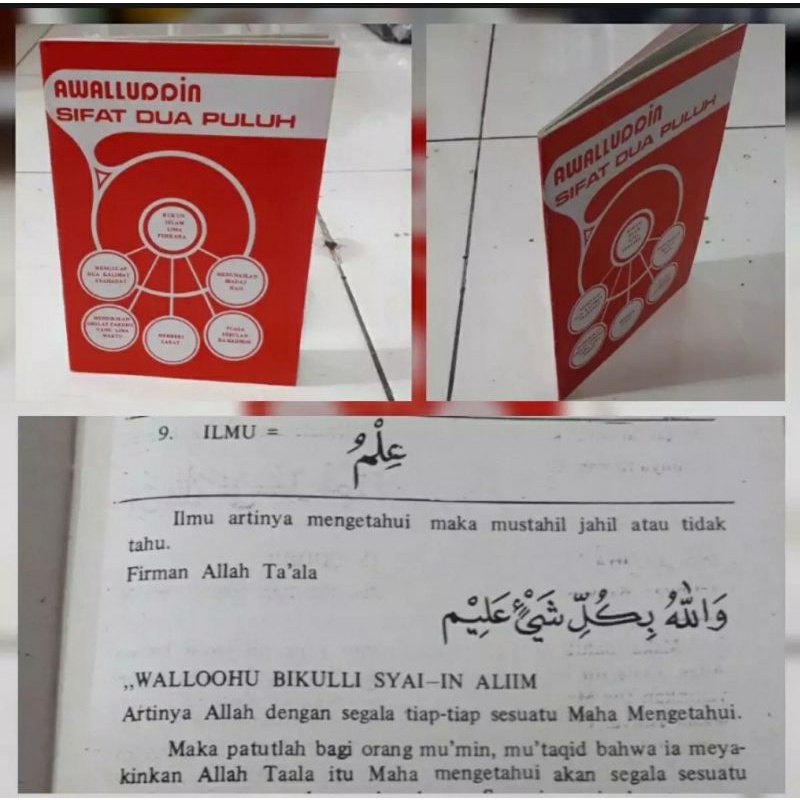 AWALLUDDiN
SIFAT DUA PULUH
RUKUN
ISLAM
LIMA
PERKARA
MENGUCAP
DUA KALIMAT
SYAHADAT
MENUNAIKAN
IBADAT
HAJI
MENDIRIKAN
SHOLAT FARDHU
YANG LIMA
WAKTU
MEMBERI
ZAKAT
PUASA
SEBULAN
RAMADHAN
AWALLUDDiN
SIFAT DUA PULUH
9. ILMU = عِلْمُ
Ilmu artinya mengetahui maka mustahil jahil atau tidak
tahu.
Firman Allah Ta'ala
وَاللّٰهُ بِكُلِّ شَيْءٍ عَلِيْم
„WALLOOHU BIKULLI SYAI–IN ALIIM
Artinya Allah dengan segala tiap-tiap sesuatu Maha Mengetahui.
Maka patutlah bagi orang mu'min, mu'taqid bahwa ia meya-
kinkan Allah Taala itu Maha mengetahui akan segala sesuatu